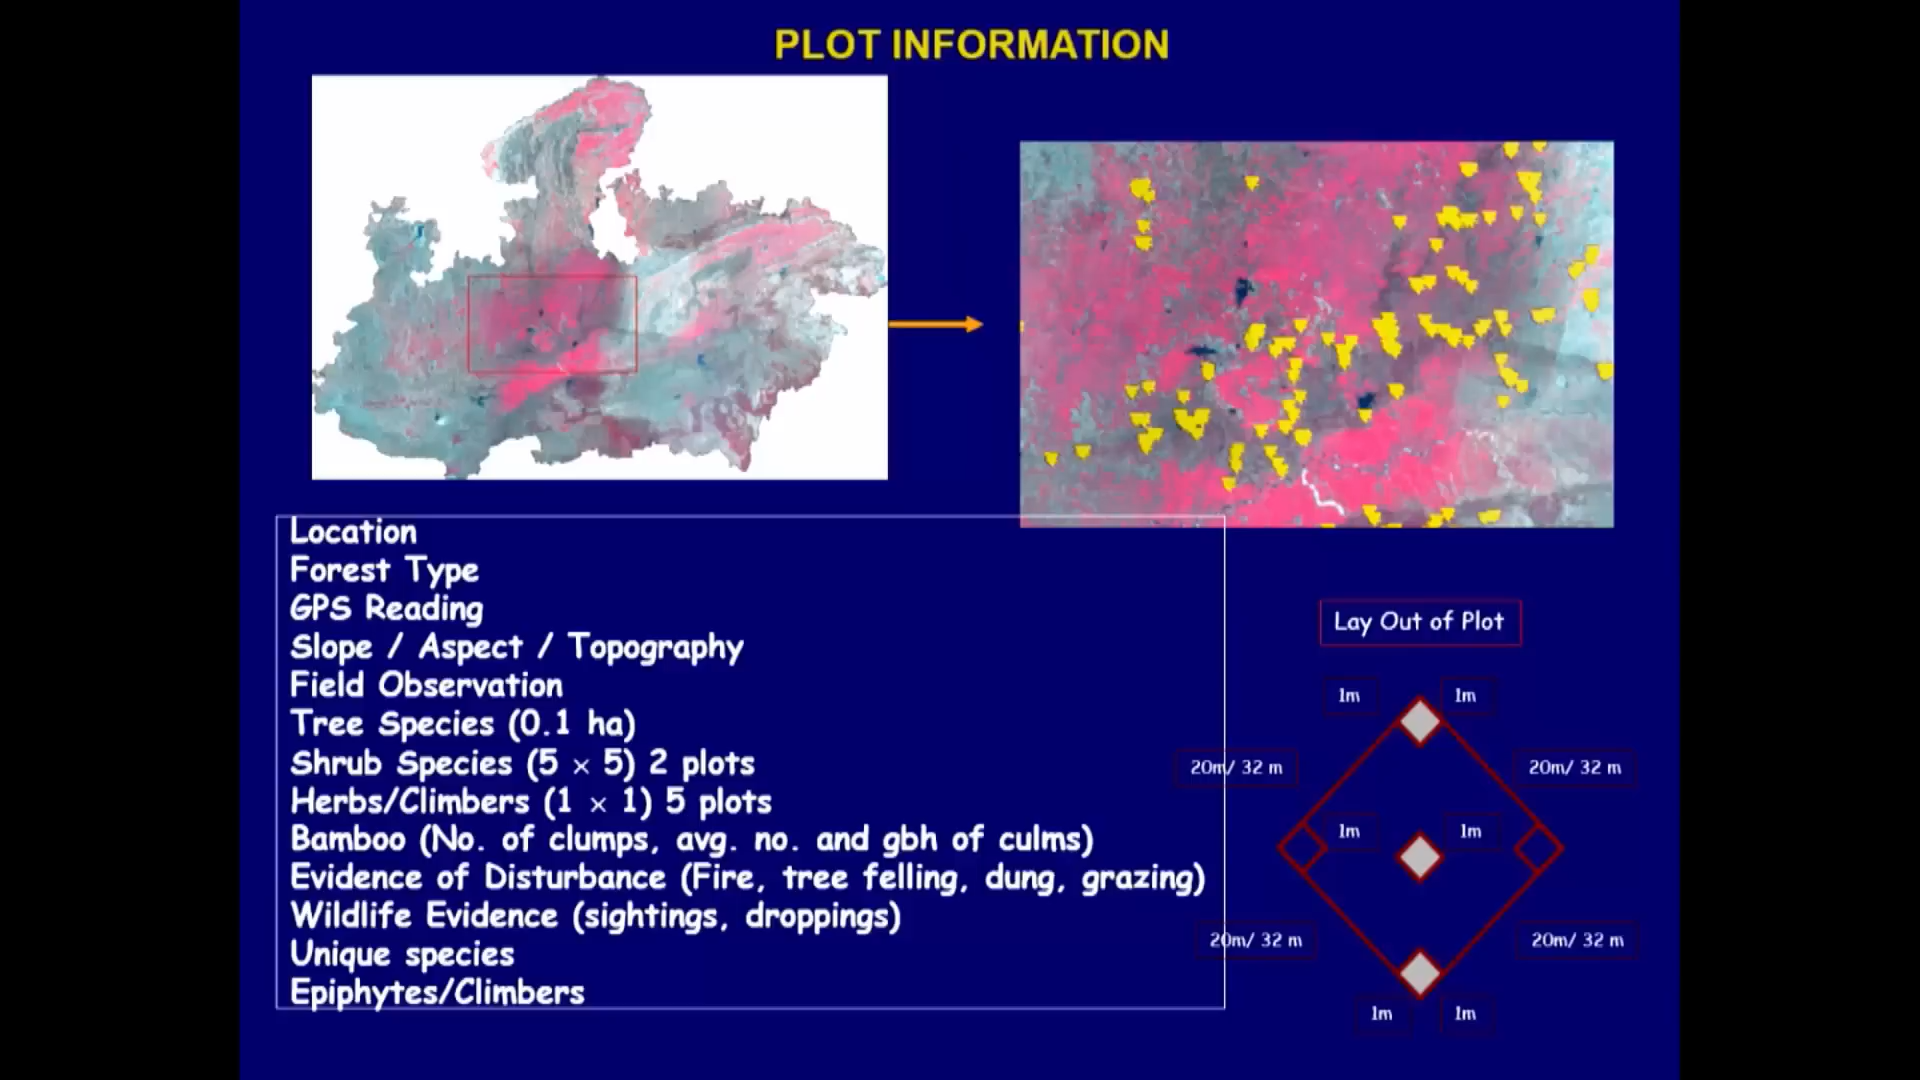 PLOT INFORMATION
Location
Forest Type
GPS Reading
Slope / Aspect / Topography
Field Observation
Tree Species (0.1 ha)
Shrub Species (5 × 5) 2 plots
Herbs/Climbers (1 × 1) 5 plots
Bamboo (No. of clumps, avg. no. and gbh of culms)
Evidence of Disturbance (Fire, tree felling, dung, grazing)
Wildlife Evidence (sightings, droppings)
Unique species
Epiphytes/Climbers
Lay Out of Plot
1m 1m
20m/ 32 m 20m/ 32 m
1m 1m
20m/ 32 m 20m/ 32 m
1m 1m